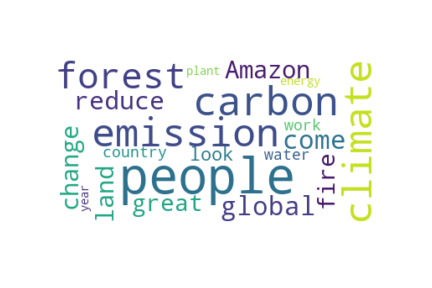 forest
plant
Amazon
energy
climate
reduce
carbon
emission
work
come
change
country
look
water
fire
people
land
year
great
global